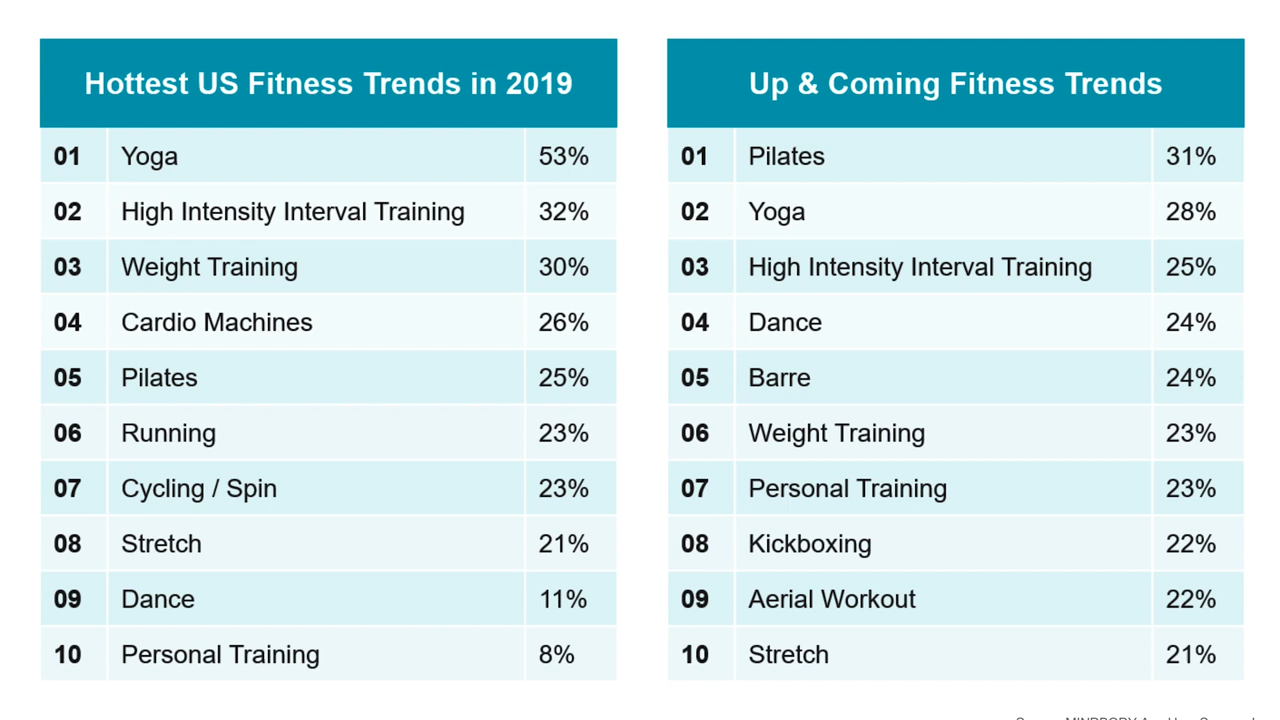 Hottest US Fitness Trends in 2019
01 Yoga 53%
02 High Intensity Interval Training 32%
03 Weight Training 30%
04 Cardio Machines 26%
05 Pilates 25%
06 Running 23%
07 Cycling / Spin 23%
08 Stretch 21%
09 Dance 11%
10 Personal Training 8%
Up & Coming Fitness Trends
01 Pilates 31%
02 Yoga 28%
03 High Intensity Interval Training 25%
04 Dance 24%
05 Barre 24%
06 Weight Training 23%
07 Personal Training 23%
08 Kickboxing 22%
09 Aerial Workout 22%
10 Stretch 21%